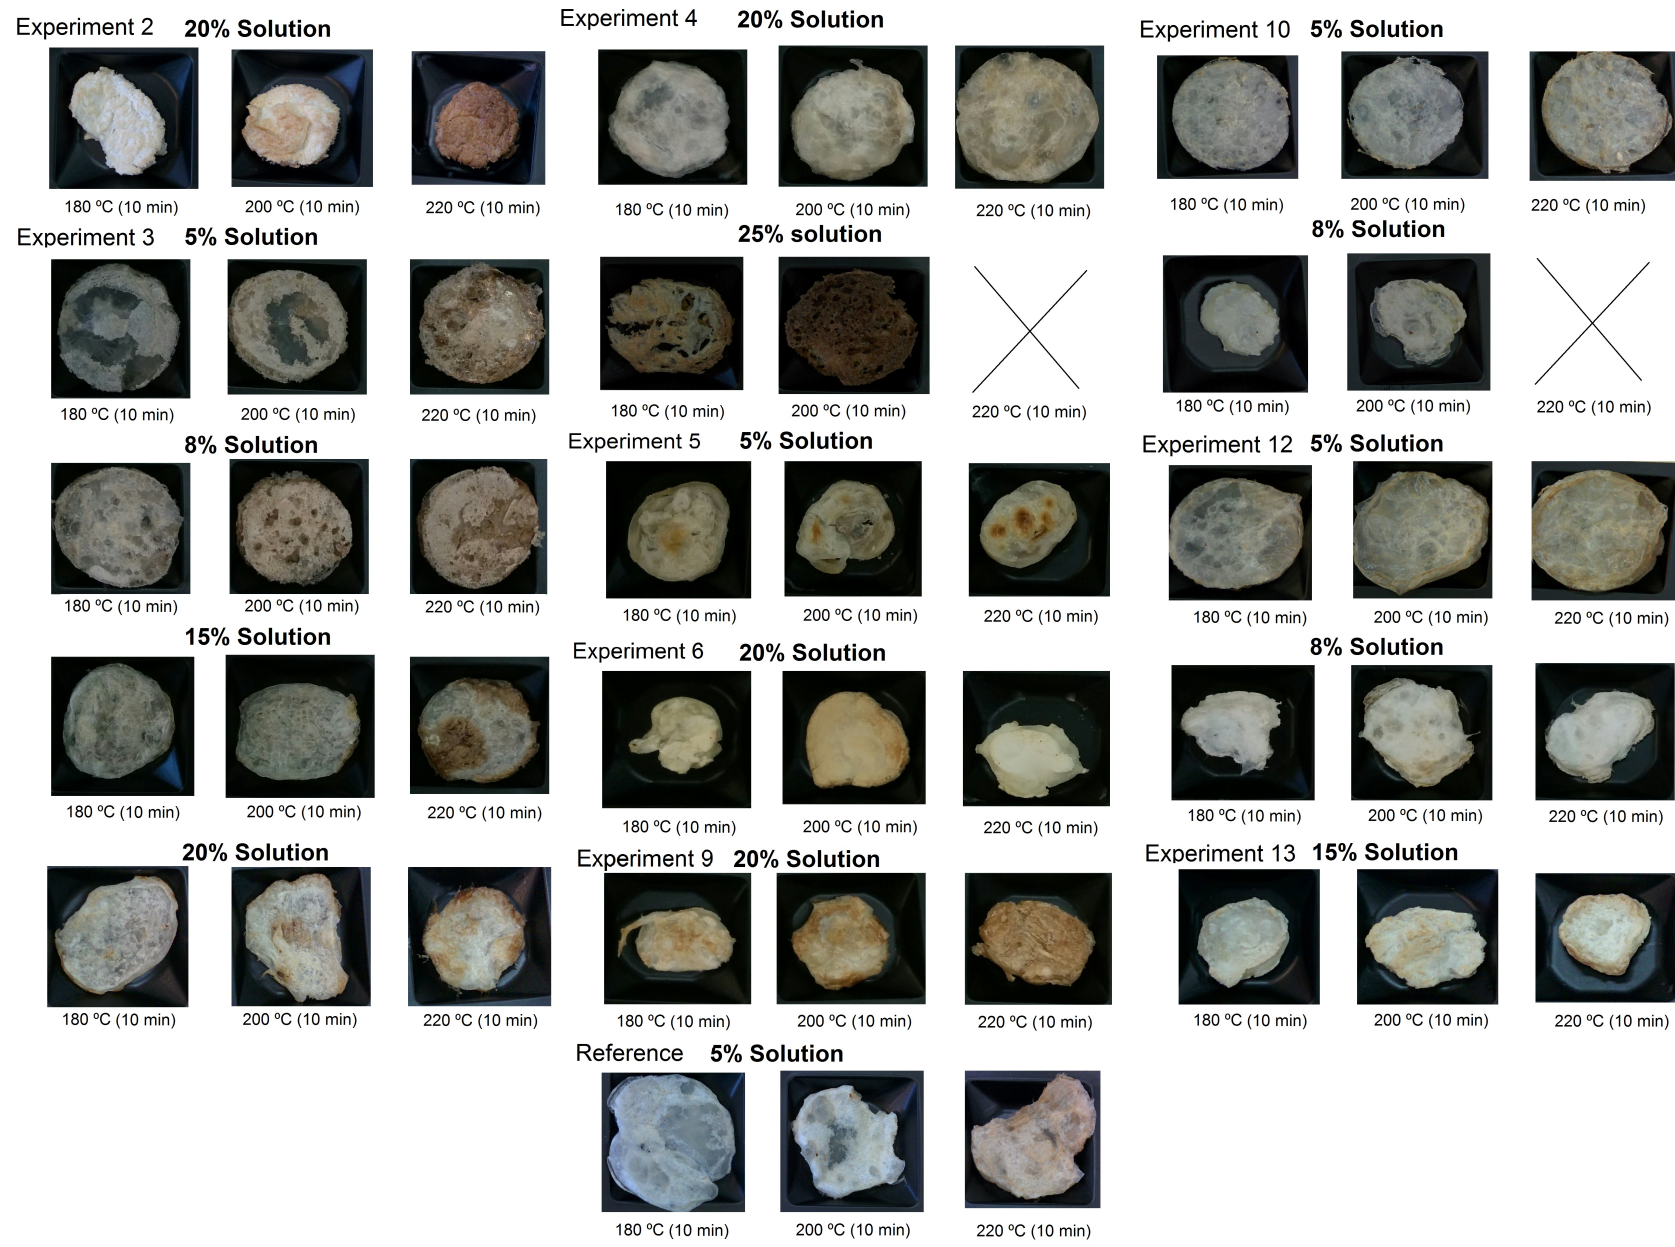 Experiment 2 20% Solution
180 ºC (10 min) 200 ºC (10 min) 220 ºC (10 min)
Experiment 3 5% Solution
180 ºC (10 min) 200 ºC (10 min) 220 ºC (10 min)
8% Solution
180 ºC (10 min) 200 ºC (10 min) 220 ºC (10 min)
15% Solution
180 ºC (10 min) 200 ºC (10 min) 220 ºC (10 min)
20% Solution
180 ºC (10 min) 200 ºC (10 min) 220 ºC (10 min)
Experiment 4 20% Solution
180 ºC (10 min) 200 ºC (10 min) 220 ºC (10 min)
25% solution
180 ºC (10 min) 200 ºC (10 min) 220 ºC (10 min)
Experiment 5 5% Solution
180 ºC (10 min) 200 ºC (10 min) 220 ºC (10 min)
Experiment 6 20% Solution
180 ºC (10 min) 200 ºC (10 min) 220 ºC (10 min)
Experiment 9 20% Solution
180 ºC (10 min) 200 ºC (10 min) 220 ºC (10 min)
Reference 5% Solution
180 ºC (10 min) 200 ºC (10 min) 220 ºC (10 min)
Experiment 10 5% Solution
180 ºC (10 min) 200 ºC (10 min) 220 ºC (10 min)
8% Solution
180 ºC (10 min) 200 ºC (10 min) 220 ºC (10 min)
Experiment 12 5% Solution
180 ºC (10 min) 200 ºC (10 min) 220 ºC (10 min)
8% Solution
180 ºC (10 min) 200 ºC (10 min) 220 ºC (10 min)
Experiment 13 15% Solution
180 ºC (10 min) 200 ºC (10 min) 220 ºC (10 min)